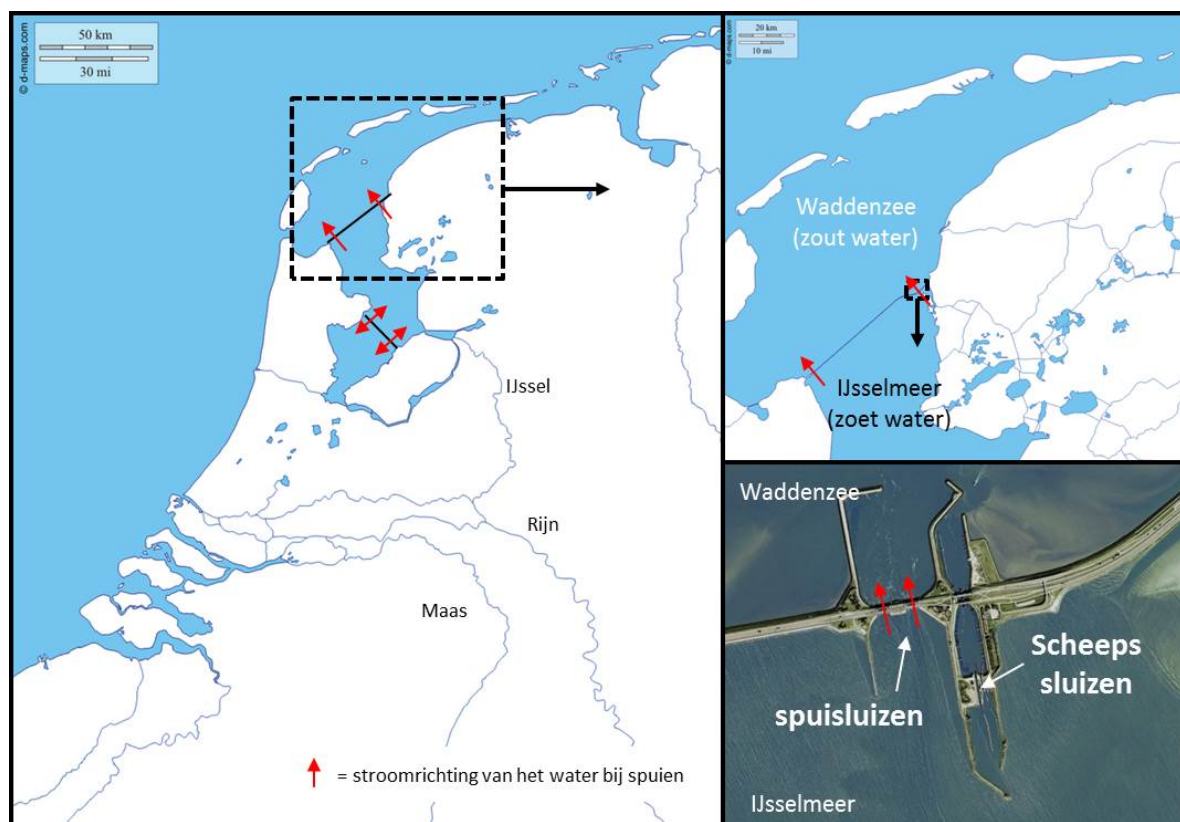 50 km
30 mi
© d-maps.com
IJssel
Rijn
Maas
= stroomrichting van het water bij spuien
20 km
10 mi
© d-maps.com
Waddenzee
(zout water)
IJsselmeer
(zoet water)
Waddenzee
Scheeps
sluizen
spuisluizen
IJsselmeer